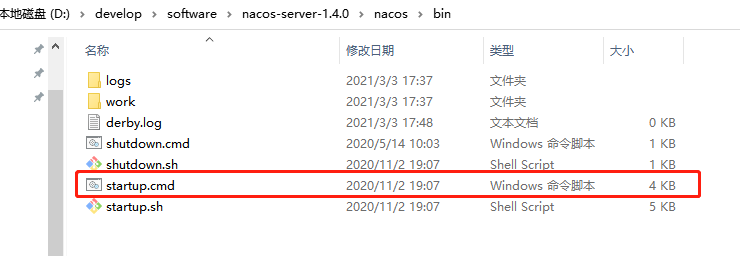 本地磁盘 (D:) › develop › software › nacos-server-1.4.0 › nacos › bin
名称 修改日期 类型 大小
logs 2021/3/3 17:37 文件夹
work 2021/3/3 17:37 文件夹
derby.log 2021/3/3 17:48 文本文档 0 KB
shutdown.cmd 2020/5/14 10:03 Windows 命令脚本 1 KB
shutdown.sh 2020/11/2 19:07 Shell Script 1 KB
startup.cmd 2020/11/2 19:07 Windows 命令脚本 4 KB
startup.sh 2020/11/2 19:07 Shell Script 5 KB